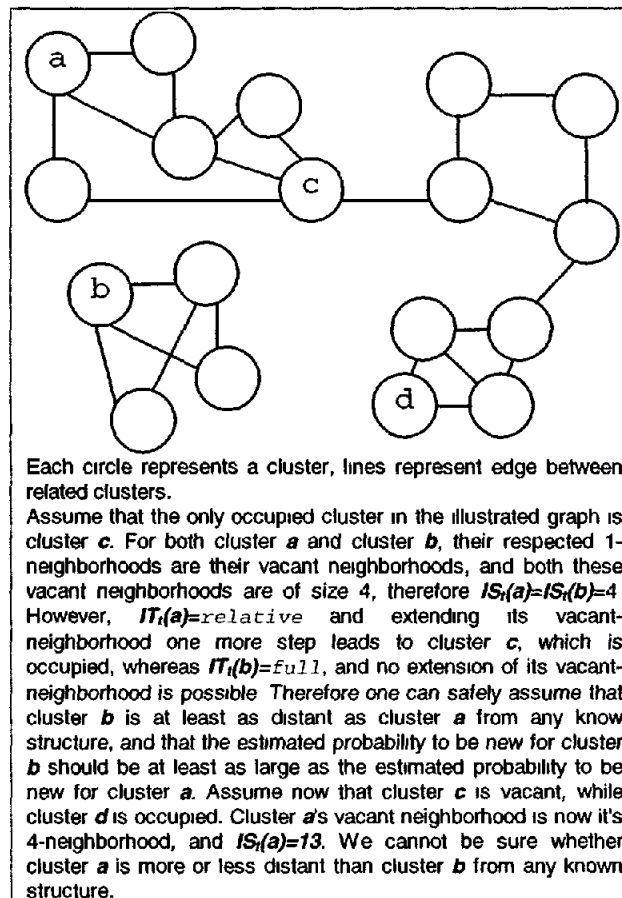 a
c
b
d
Each circle represents a cluster, lines represent edge between
related clusters.
Assume that the only occupied cluster in the illustrated graph is
cluster c. For both cluster a and cluster b, their respected 1-
neighborhoods are their vacant neighborhoods, and both these
vacant neighborhoods are of size 4, therefore ISₜ(a)=ISₜ(b)=4
However, ITₜ(a)=relative and extending its vacant-
neighborhood one more step leads to cluster c, which is
occupied, whereas ITₜ(b)=full, and no extension of its vacant-
neighborhood is possible Therefore one can safely assume that
cluster b is at least as distant as cluster a from any know
structure, and that the estimated probability to be new for cluster
b should be at least as large as the estimated probability to be
new for cluster a. Assume now that cluster c is vacant, while
cluster d is occupied. Cluster a's vacant neighborhood is now it's
4-neighborhood, and ISₜ(a)=13. We cannot be sure whether
cluster a is more or less distant than cluster b from any known
structure.